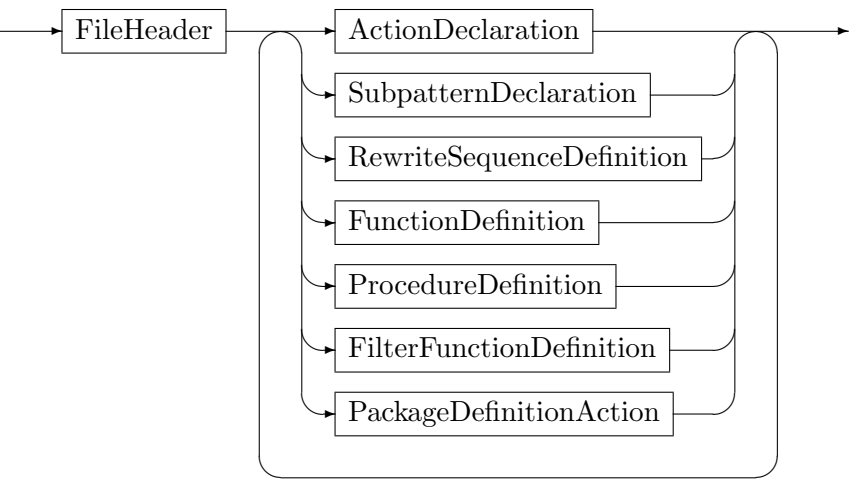 FileHeader
ActionDeclaration
SubpatternDeclaration
RewriteSequenceDefinition
FunctionDefinition
ProcedureDefinition
FilterFunctionDefinition
PackageDefinitionAction